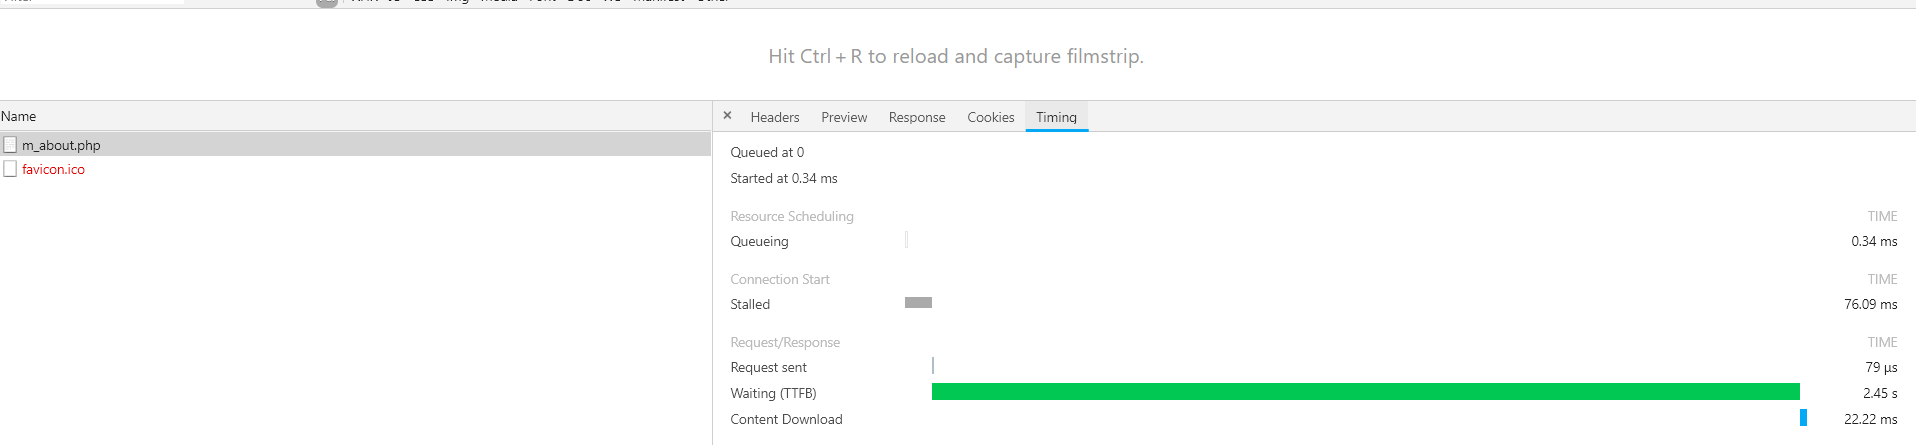 Hit Ctrl + R to reload and capture filmstrip.
Name
m_about.php
favicon.ico
× Headers Preview Response Cookies Timing
Queued at 0
Started at 0.34 ms
Resource Scheduling TIME
Queueing 0.34 ms
Connection Start TIME
Stalled 76.09 ms
Request/Response TIME
Request sent 79 µs
Waiting (TTFB) 2.45 s
Content Download 22.22 ms